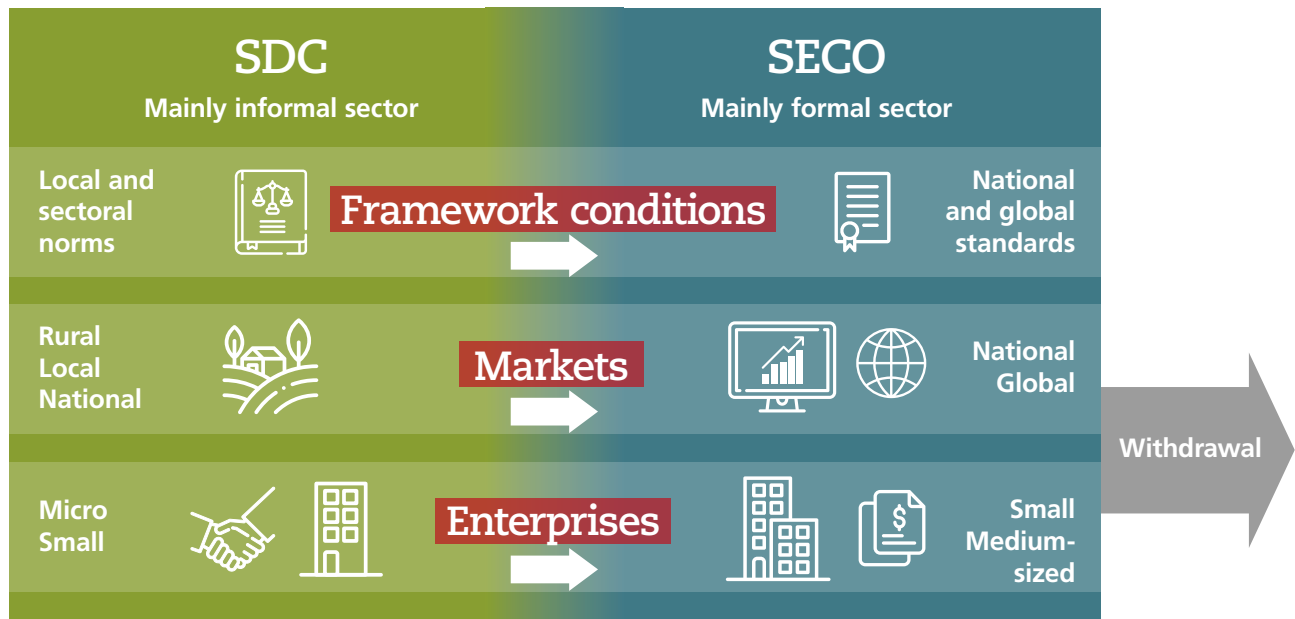 SDC
Mainly informal sector
SECO
Mainly formal sector
Local and
sectoral
norms
Framework conditions
National
and global
standards
Rural
Local
National
Markets
National
Global
Withdrawal
Micro
Small
Enterprises
$
Small
Medium-
sized